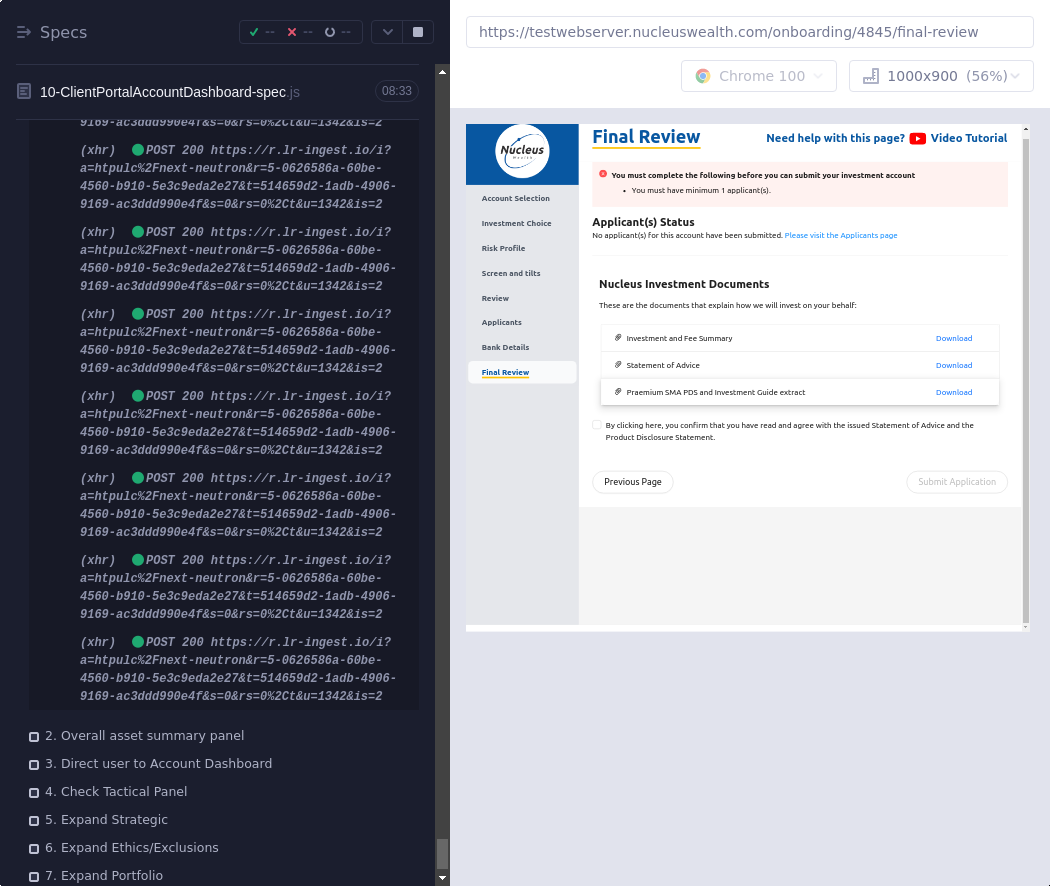 Specs
--
--
--
10-ClientPortalAccountDashboard-spec.js
08:33
9169-ac3ddd990e4f&s=0&rs=0%2Ct&u=1342&is=2
(xhr) POST 200 https://r.lr-ingest.io/i?
a=htpulc%2Fnext-neutron&r=5-0626586a-60be-
4560-b910-5e3c9eda2e27&t=514659d2-1adb-4906-
9169-ac3ddd990e4f&s=0&rs=0%2Ct&u=1342&is=2
(xhr) POST 200 https://r.lr-ingest.io/i?
a=htpulc%2Fnext-neutron&r=5-0626586a-60be-
4560-b910-5e3c9eda2e27&t=514659d2-1adb-4906-
9169-ac3ddd990e4f&s=0&rs=0%2Ct&u=1342&is=2
(xhr) POST 200 https://r.lr-ingest.io/i?
a=htpulc%2Fnext-neutron&r=5-0626586a-60be-
4560-b910-5e3c9eda2e27&t=514659d2-1adb-4906-
9169-ac3ddd990e4f&s=0&rs=0%2Ct&u=1342&is=2
(xhr) POST 200 https://r.lr-ingest.io/i?
a=htpulc%2Fnext-neutron&r=5-0626586a-60be-
4560-b910-5e3c9eda2e27&t=514659d2-1adb-4906-
9169-ac3ddd990e4f&s=0&rs=0%2Ct&u=1342&is=2
(xhr) POST 200 https://r.lr-ingest.io/i?
a=htpulc%2Fnext-neutron&r=5-0626586a-60be-
4560-b910-5e3c9eda2e27&t=514659d2-1adb-4906-
9169-ac3ddd990e4f&s=0&rs=0%2Ct&u=1342&is=2
(xhr) POST 200 https://r.lr-ingest.io/i?
a=htpulc%2Fnext-neutron&r=5-0626586a-60be-
4560-b910-5e3c9eda2e27&t=514659d2-1adb-4906-
9169-ac3ddd990e4f&s=0&rs=0%2Ct&u=1342&is=2
(xhr) POST 200 https://r.lr-ingest.io/i?
a=htpulc%2Fnext-neutron&r=5-0626586a-60be-
4560-b910-5e3c9eda2e27&t=514659d2-1adb-4906-
9169-ac3ddd990e4f&s=0&rs=0%2Ct&u=1342&is=2
2. Overall asset summary panel
3. Direct user to Account Dashboard
4. Check Tactical Panel
5. Expand Strategic
6. Expand Ethics/Exclusions
7. Expand Portfolio
https://testwebserver.nucleuswealth.com/onboarding/4845/final-review
Chrome 100
1000x900 (56%)
Nucleus
Wealth
Account Selection
Investment Choice
Risk Profile
Screen and tilts
Review
Applicants
Bank Details
Final Review
Final Review
Need help with this page? Video Tutorial
You must complete the following before you can submit your investment account
• You must have minimum 1 applicant(s).
Applicant(s) Status
No applicant(s) for this account have been submitted. Please visit the Applicants page
Nucleus Investment Documents
These are the documents that explain how we will invest on your behalf:
Investment and Fee Summary Download
Statement of Advice Download
Praemium SMA PDS and Investment Guide extract Download
By clicking here, you confirm that you have read and agree with the issued Statement of Advice and the
Product Disclosure Statement.
Previous Page
Submit Application